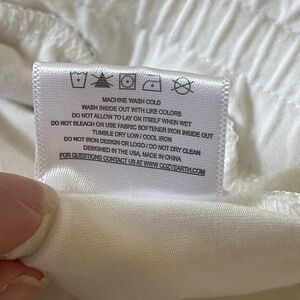 MACHINE WASH COLD
WASH INSIDE OUT WITH LIKE COLORS
DO NOT ALLOW TO LAY ON ITSELF WHEN WET
DO NOT BLEACH OR USE FABRIC SOFTENER IRON INSIDE OUT
TUMBLE DRY LOW / COOL IRON
DO NOT IRON DESIGN OR LOGO / DO NOT DRY CLEAN
DESIGNED IN THE USA. MADE IN CHINA
FOR QUESTIONS CONTACT US AT WWW.COZYEARTH.COM